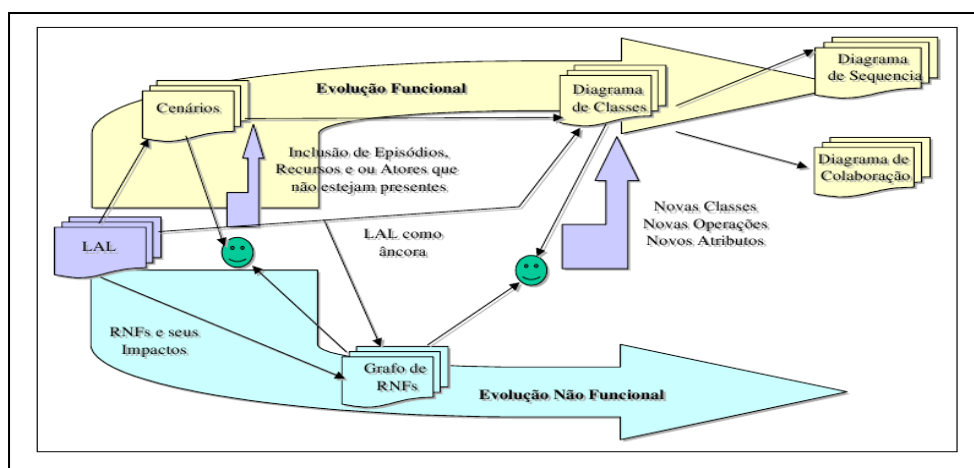 Diagrama
de Sequencia
Evolução Funcional
Diagrama
de Classes
Cenários
Inclusão de Episódios,
Recursos e ou Atores que
não estejam presentes
Diagrama de
Colaboração
Novas Classes
Novas Operações
Novos Atributos
LAL
LAL como
âncora
RNFs e seus
Impactos
Grafo de
RNFs
Evolução Não Funcional